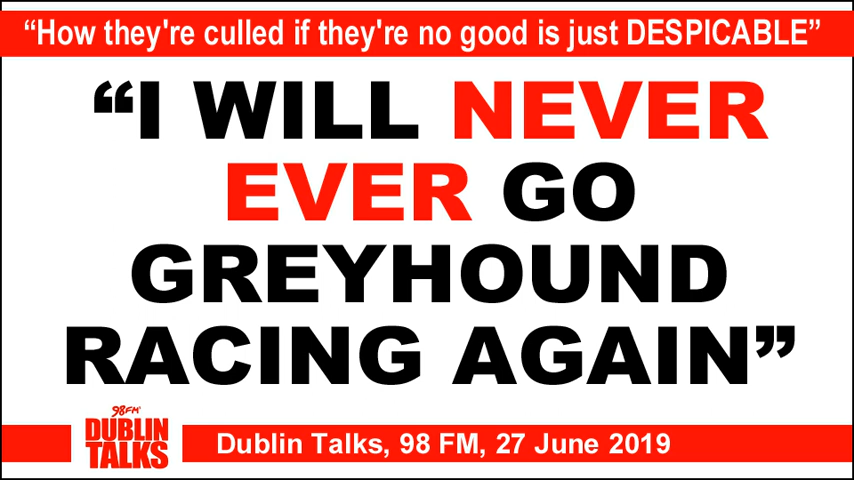 “How they're culled if they're no good is just DESPICABLE”
“I WILL NEVER
EVER GO
GREYHOUND
RACING AGAIN”
98FM
DUBLIN
TALKS
Dublin Talks, 98 FM, 27 June 2019